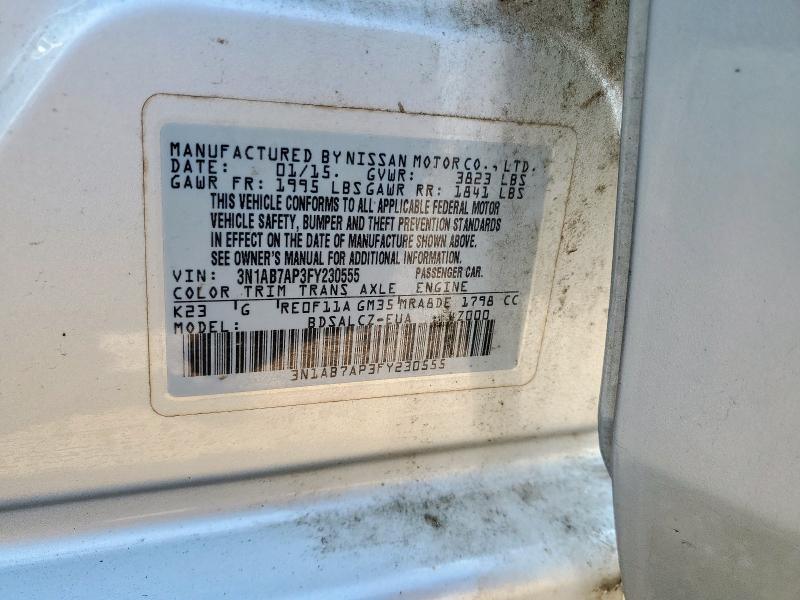 MANUFACTURED BY NISSAN MOTOR CO., LTD.
DATE: 01/15. GVWR: 3823 LBS
GAWR FR: 1995 LBS GAWR RR: 1841 LBS
THIS VEHICLE CONFORMS TO ALL APPLICABLE FEDERAL MOTOR
VEHICLE SAFETY, BUMPER AND THEFT PREVENTION STANDARDS
IN EFFECT ON THE DATE OF MANUFACTURE SHOWN ABOVE.
SEE OWNER'S MANUAL FOR ADDITIONAL INFORMATION.
VIN: 3N1AB7AP3FY230555 PASSENGER CAR.
COLOR TRIM TRANS AXLE ENGINE
K23 G RE0F11A GM35 MRA8DE 1798 CC
MODEL: BDSALCZ-EUA
3N1AB7AP3FY230555